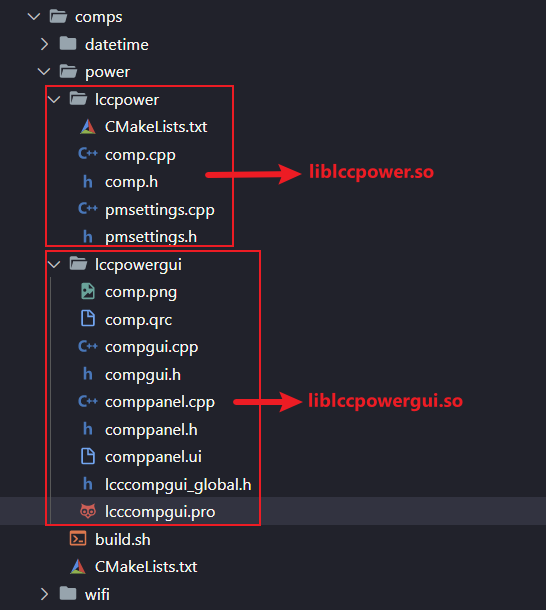 comps
datetime
power
lccpower
CMakeLists.txt
C++ comp.cpp
liblccpower.so
h comp.h
C++ pmsettings.cpp
h pmsettings.h
lccpowergui
comp.png
comp.qrc
C++ compgui.cpp
h compgui.h
C++ comppanel.cpp
liblccpowergui.so
h comppanel.h
comppanel.ui
h lcccompgui_global.h
lcccompgui.pro
build.sh
CMakeLists.txt
wifi